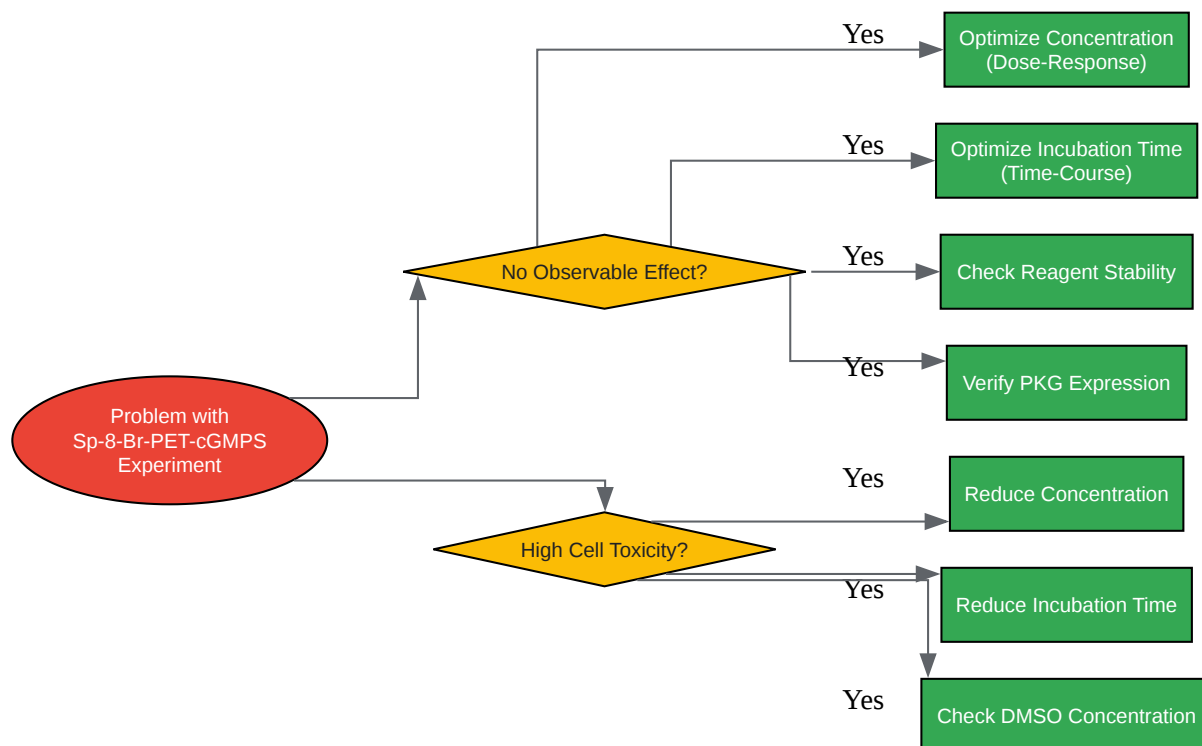 Yes
Optimize Concentration
(Dose-Response)
Yes
Optimize Incubation Time
(Time-Course)
No Observable Effect?
Yes
Check Reagent Stability
Yes
Verify PKG Expression
Problem with
Sp-8-Br-PET-cGMPS
Experiment
Yes
Reduce Concentration
High Cell Toxicity?
Yes
Reduce Incubation Time
Yes
Check DMSO Concentration